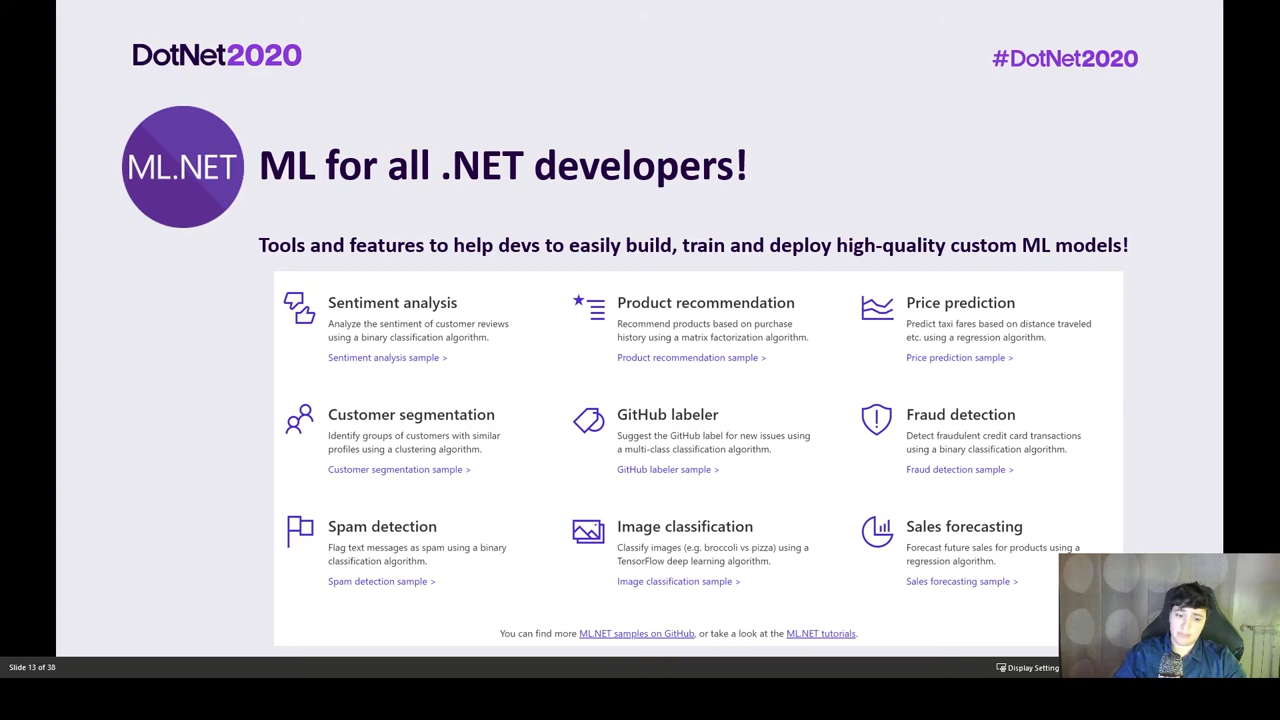 DotNet2020
#DotNet2020
ML.NET
ML for all .NET developers!
Tools and features to help devs to easily build, train and deploy high-quality custom ML models!
Sentiment analysis
Analyze the sentiment of customer reviews
using a binary classification algorithm.
Sentiment analysis sample >
Product recommendation
Recommend products based on purchase
history using a matrix factorization algorithm.
Product recommendation sample >
Price prediction
Predict taxi fares based on distance traveled
etc. using a regression algorithm.
Price prediction sample >
Customer segmentation
Identify groups of customers with similar
profiles using a clustering algorithm.
Customer segmentation sample >
GitHub labeler
Suggest the GitHub label for new issues using
a multi-class classification algorithm.
GitHub labeler sample >
Fraud detection
Detect fraudulent credit card transactions
using a binary classification algorithm.
Fraud detection sample >
Spam detection
Flag text messages as spam using a binary
classification algorithm.
Spam detection sample >
Image classification
Classify images (e.g. broccoli vs pizza) using a
TensorFlow deep learning algorithm.
Image classification sample >
Sales forecasting
Forecast future sales for products using a
regression algorithm.
Sales forecasting sample >
You can find more ML.NET samples on GitHub, or take a look at the ML.NET tutorials.
Slide 13 of 38
Display Setting